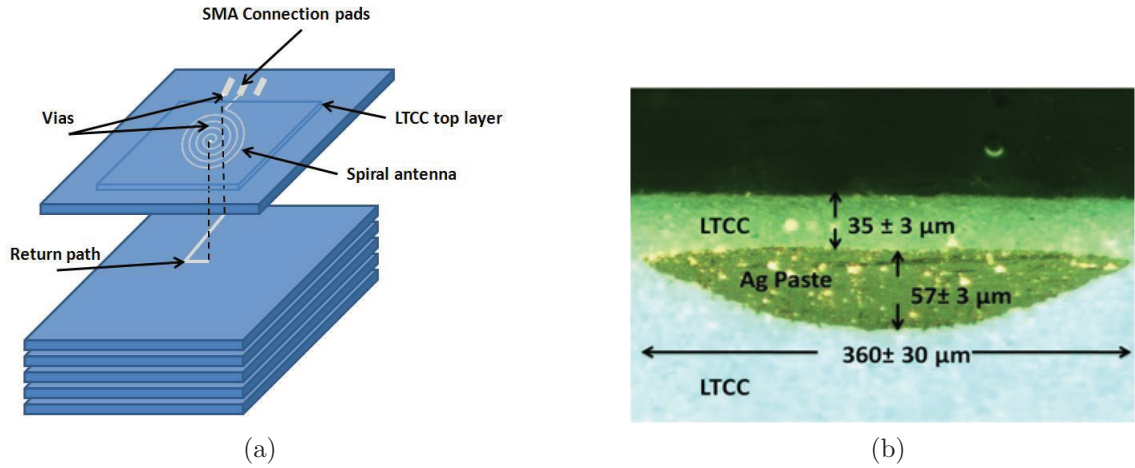 SMA Connection pads
Vias
LTCC top layer
Spiral antenna
Return path
(a)
LTCC
35 ± 3 µm
Ag Paste
57± 3 µm
360± 30 µm
LTCC
(b)